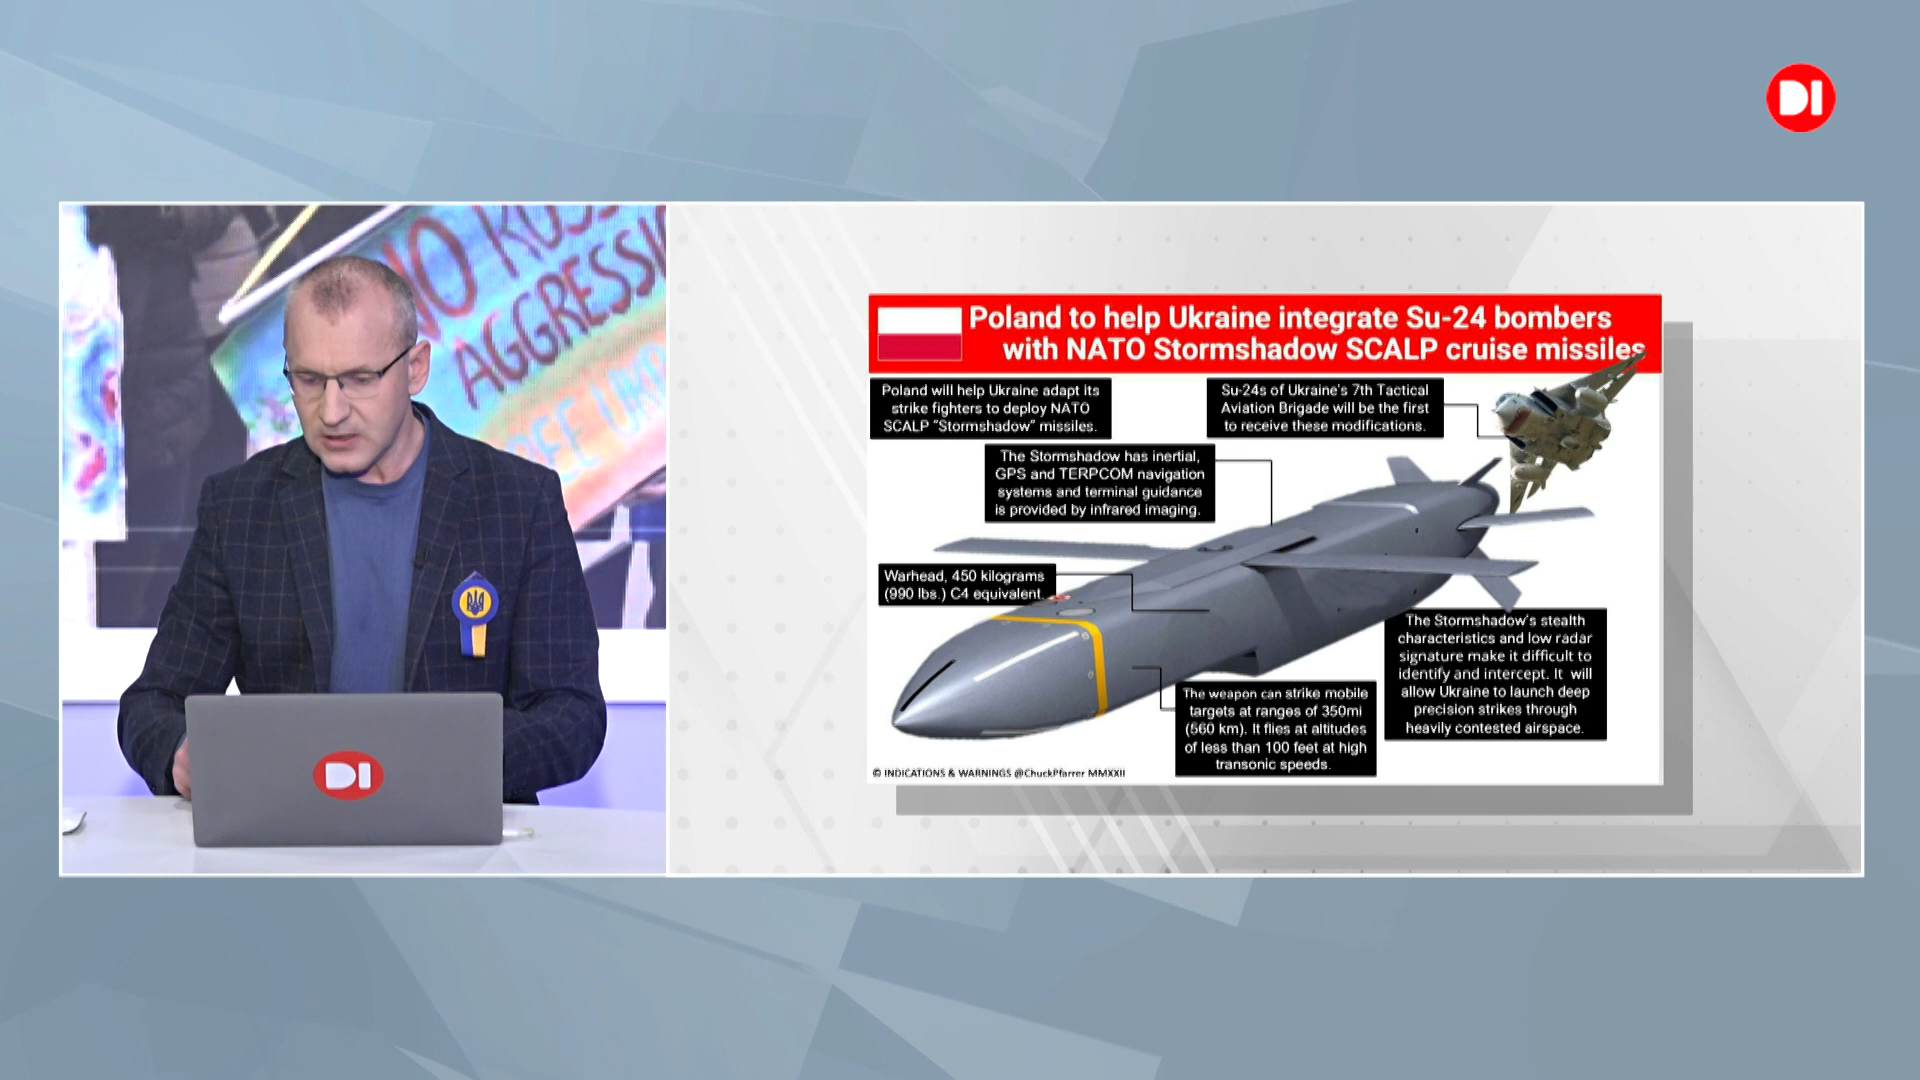 DI
NO RUS
AGGRESSI
FREE UKR
DI
Poland to help Ukraine integrate Su-24 bombers
with NATO Stormshadow SCALP cruise missiles
Poland will help Ukraine adapt its
strike fighters to deploy NATO
SCALP “Stormshadow” missiles.
Su-24s of Ukraine's 7th Tactical
Aviation Brigade will be the first
to receive these modifications.
The Stormshadow has inertial,
GPS and TERPCOM navigation
systems and terminal guidance
is provided by infrared imaging.
Warhead, 450 kilograms
(990 lbs.) C4 equivalent.
The Stormshadow's stealth
characteristics and low radar
signature make it difficult to
identify and intercept. It will
allow Ukraine to launch deep
precision strikes through
heavily contested airspace.
The weapon can strike mobile
targets at ranges of 350mi
(560 km). It flies at altitudes
of less than 100 feet at high
transonic speeds.
© INDICATIONS & WARNINGS @ChuckPfarrer MMXXII